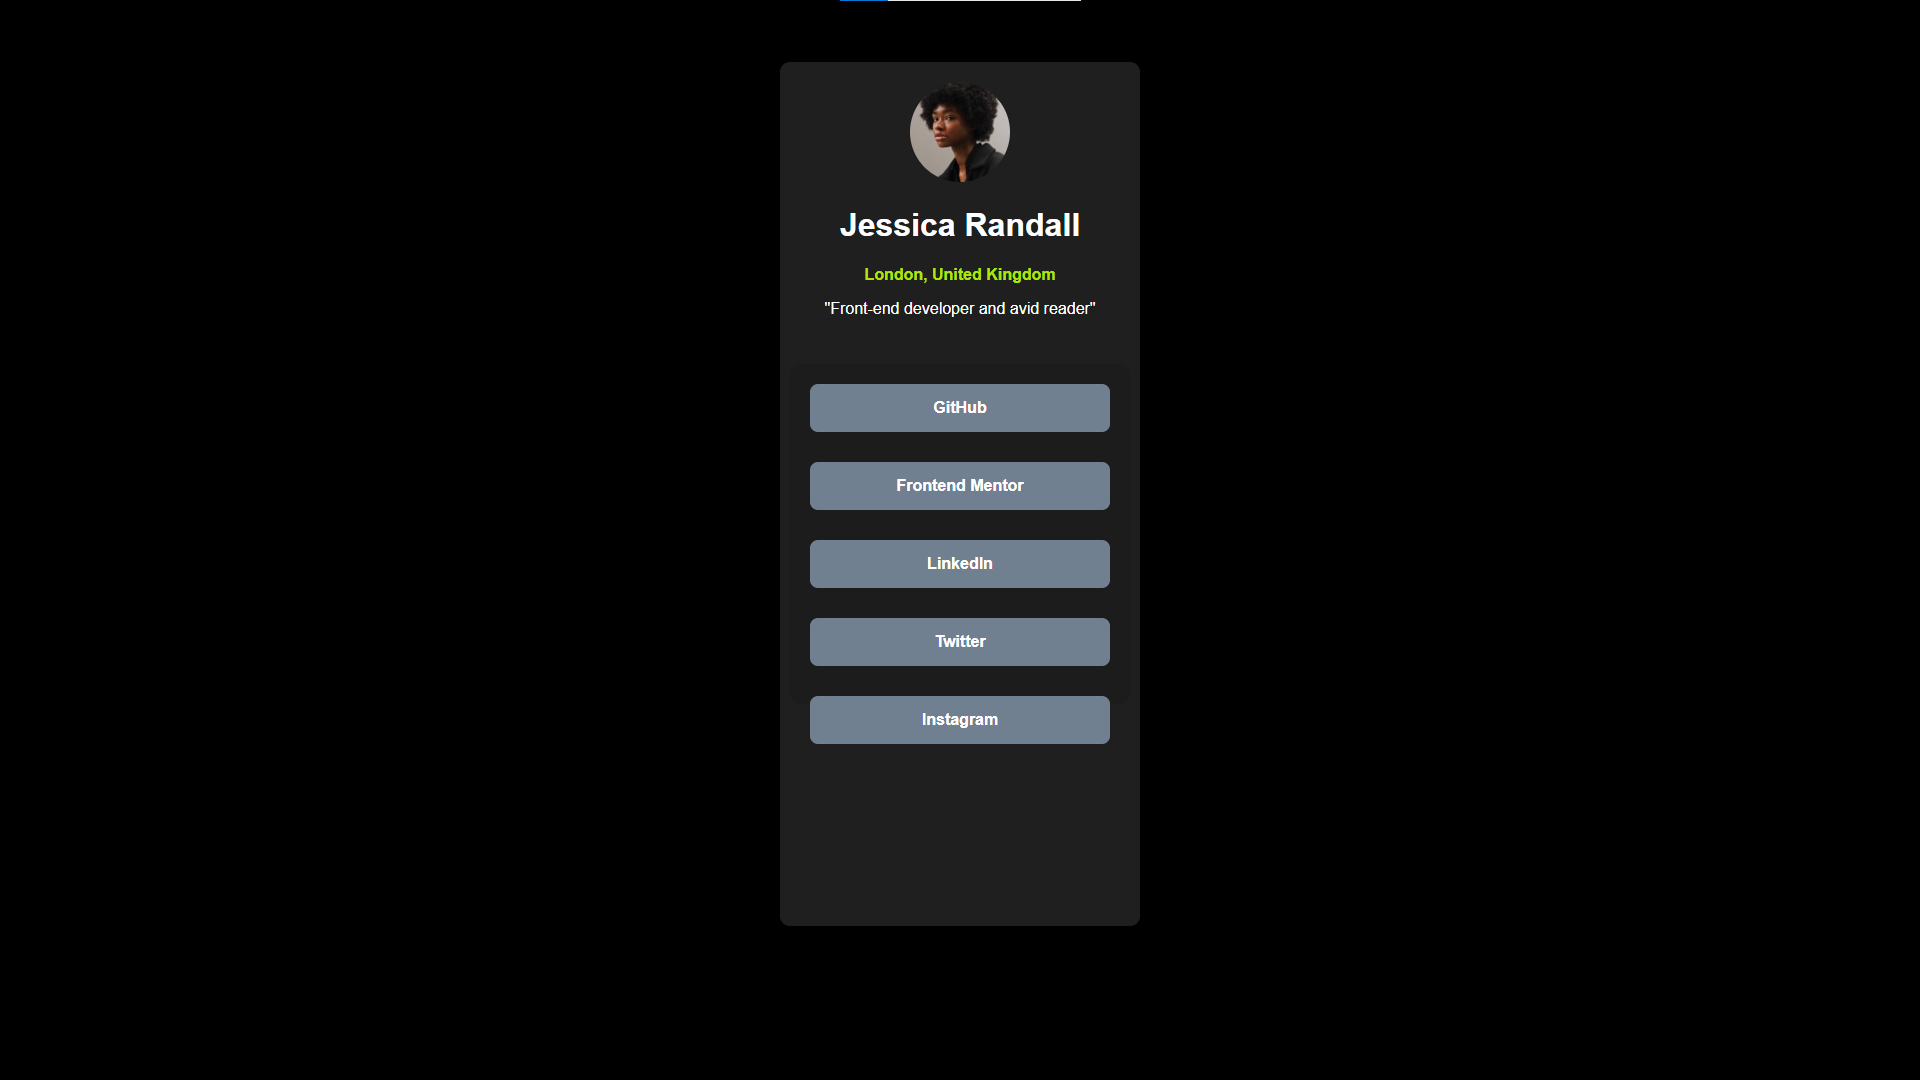 Jessica Randall
London, United Kingdom
"Front-end developer and avid reader"
GitHub
Frontend Mentor
LinkedIn
Twitter
Instagram